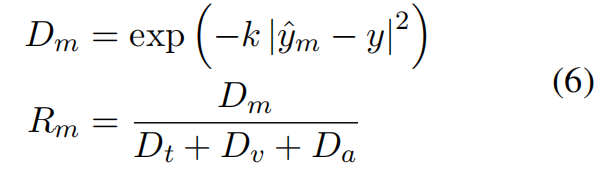 D_m = exp(−k |ŷ_m − y|²)
R_m = D_m / (D_t + D_v + D_a)
(6)